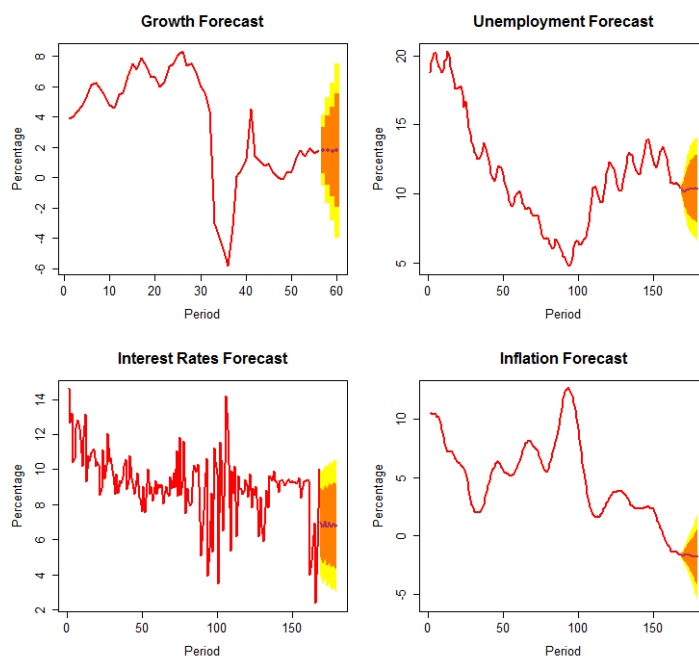 Growth Forecast
Percentage
8
6
4
2
0
-2
-4
-6
0 10 20 30 40 50 60
Period
Unemployment Forecast
Percentage
20
15
10
5
0 50 100 150
Period
Interest Rates Forecast
Percentage
14
12
10
8
6
4
2
0 50 100 150
Period
Inflation Forecast
Percentage
10
5
0
-5
0 50 100 150
Period